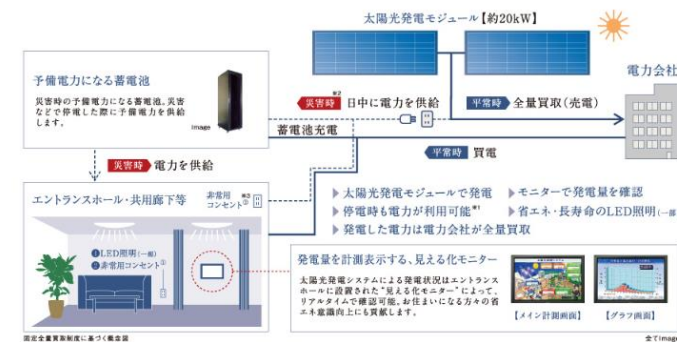 太陽光発電モジュール【約20kW】
電力会社
予備電力になる蓄電池
災害時の予備電力になる蓄電池。災害
などで停電した際に予備電力を供給
します。
Image
災害時 ※2 日中に電力を供給
平常時 全量買取(売電)
蓄電池充電
平常時 買電
災害時 電力を供給
エントランスホール・共用廊下等
非常用
コンセント② ※3
❶LED照明(一部)
❷非常用コンセント③
▶太陽光発電モジュールで発電
▶モニターで発電量を確認
▶停電時も電力が利用可能※1
▶省エネ・長寿命のLED照明(一部
▶発電した電力は電力会社が全量買取
発電量を計測表示する、見える化モニター
太陽光発電システムによる発電状況はエントランス
ホールに設置された“見える化モニター”によって、
リアルタイムで確認可能。お住まいになる方々の省
エネ意識向上にも貢献します。
【メイン計測画面】
【グラフ画面】
固定全量買取制度に基づく概念図
全てImage